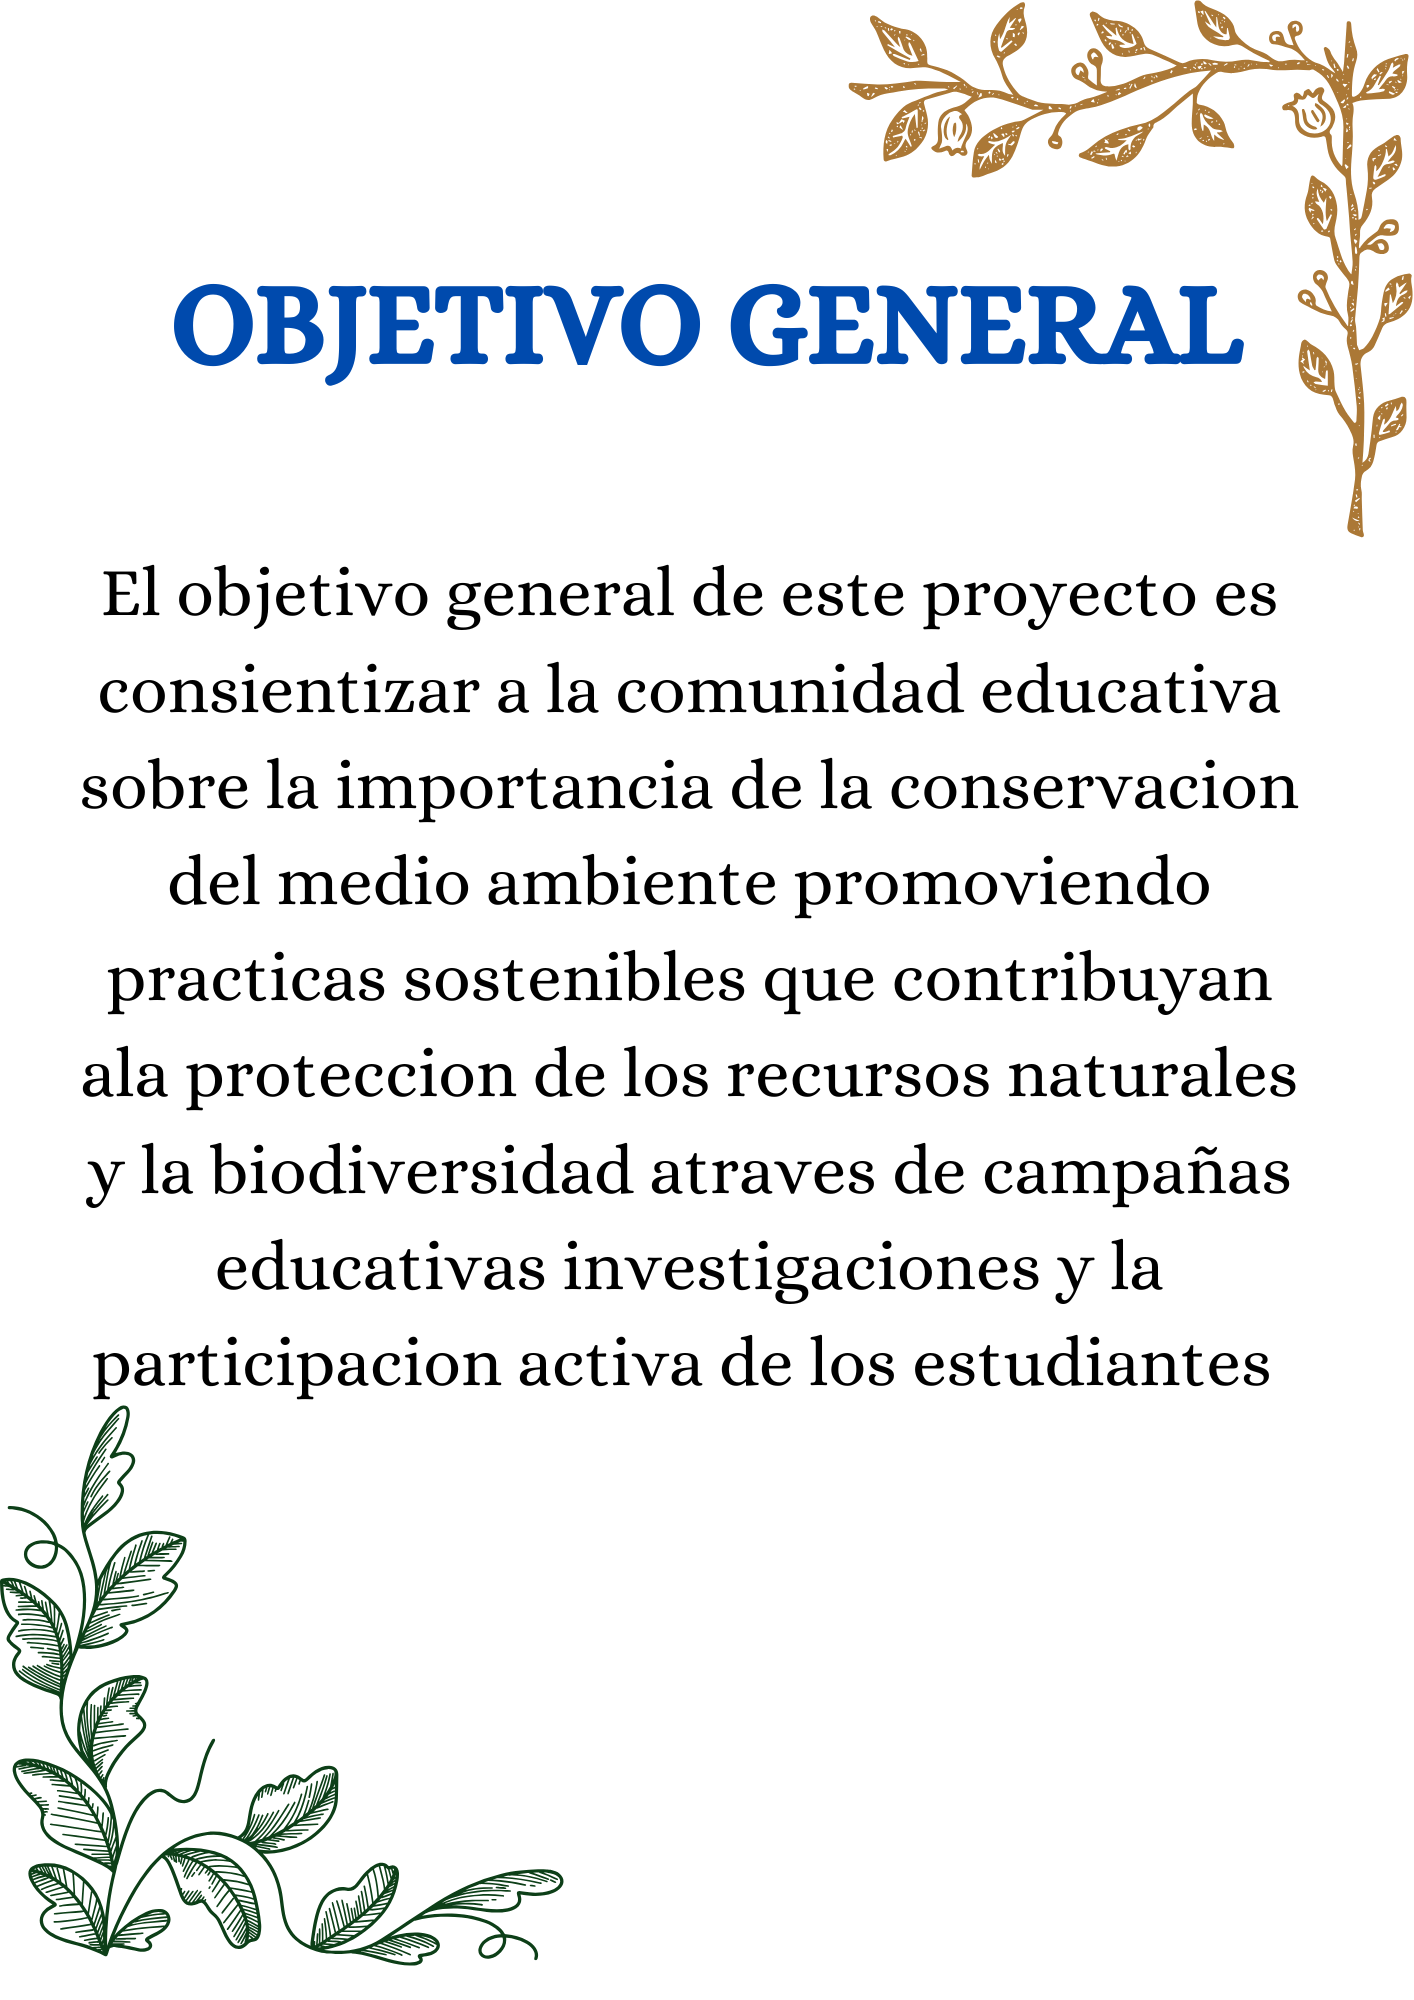 OBJETIVO GENERAL
El objetivo general de este proyecto es
consientizar a la comunidad educativa
sobre la importancia de la conservacion
del medio ambiente promoviendo
practicas sostenibles que contribuyan
ala proteccion de los recursos naturales
y la biodiversidad atraves de campañas
educativas investigaciones y la
participacion activa de los estudiantes